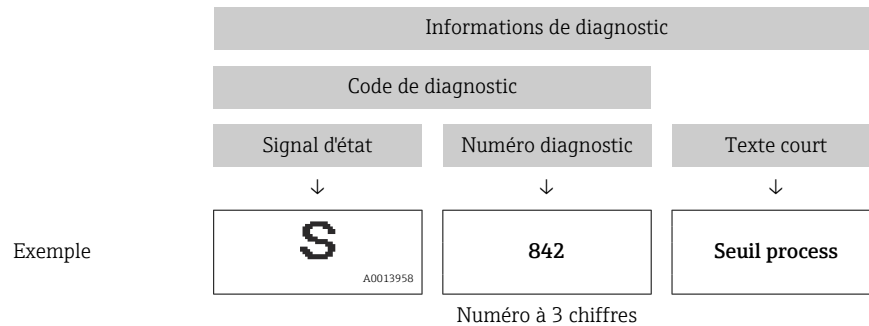 Informations de diagnostic
Code de diagnostic
Signal d'état Numéro diagnostic Texte court
↓ ↓ ↓
Exemple S 842 Seuil process
A0013958
Numéro à 3 chiffres